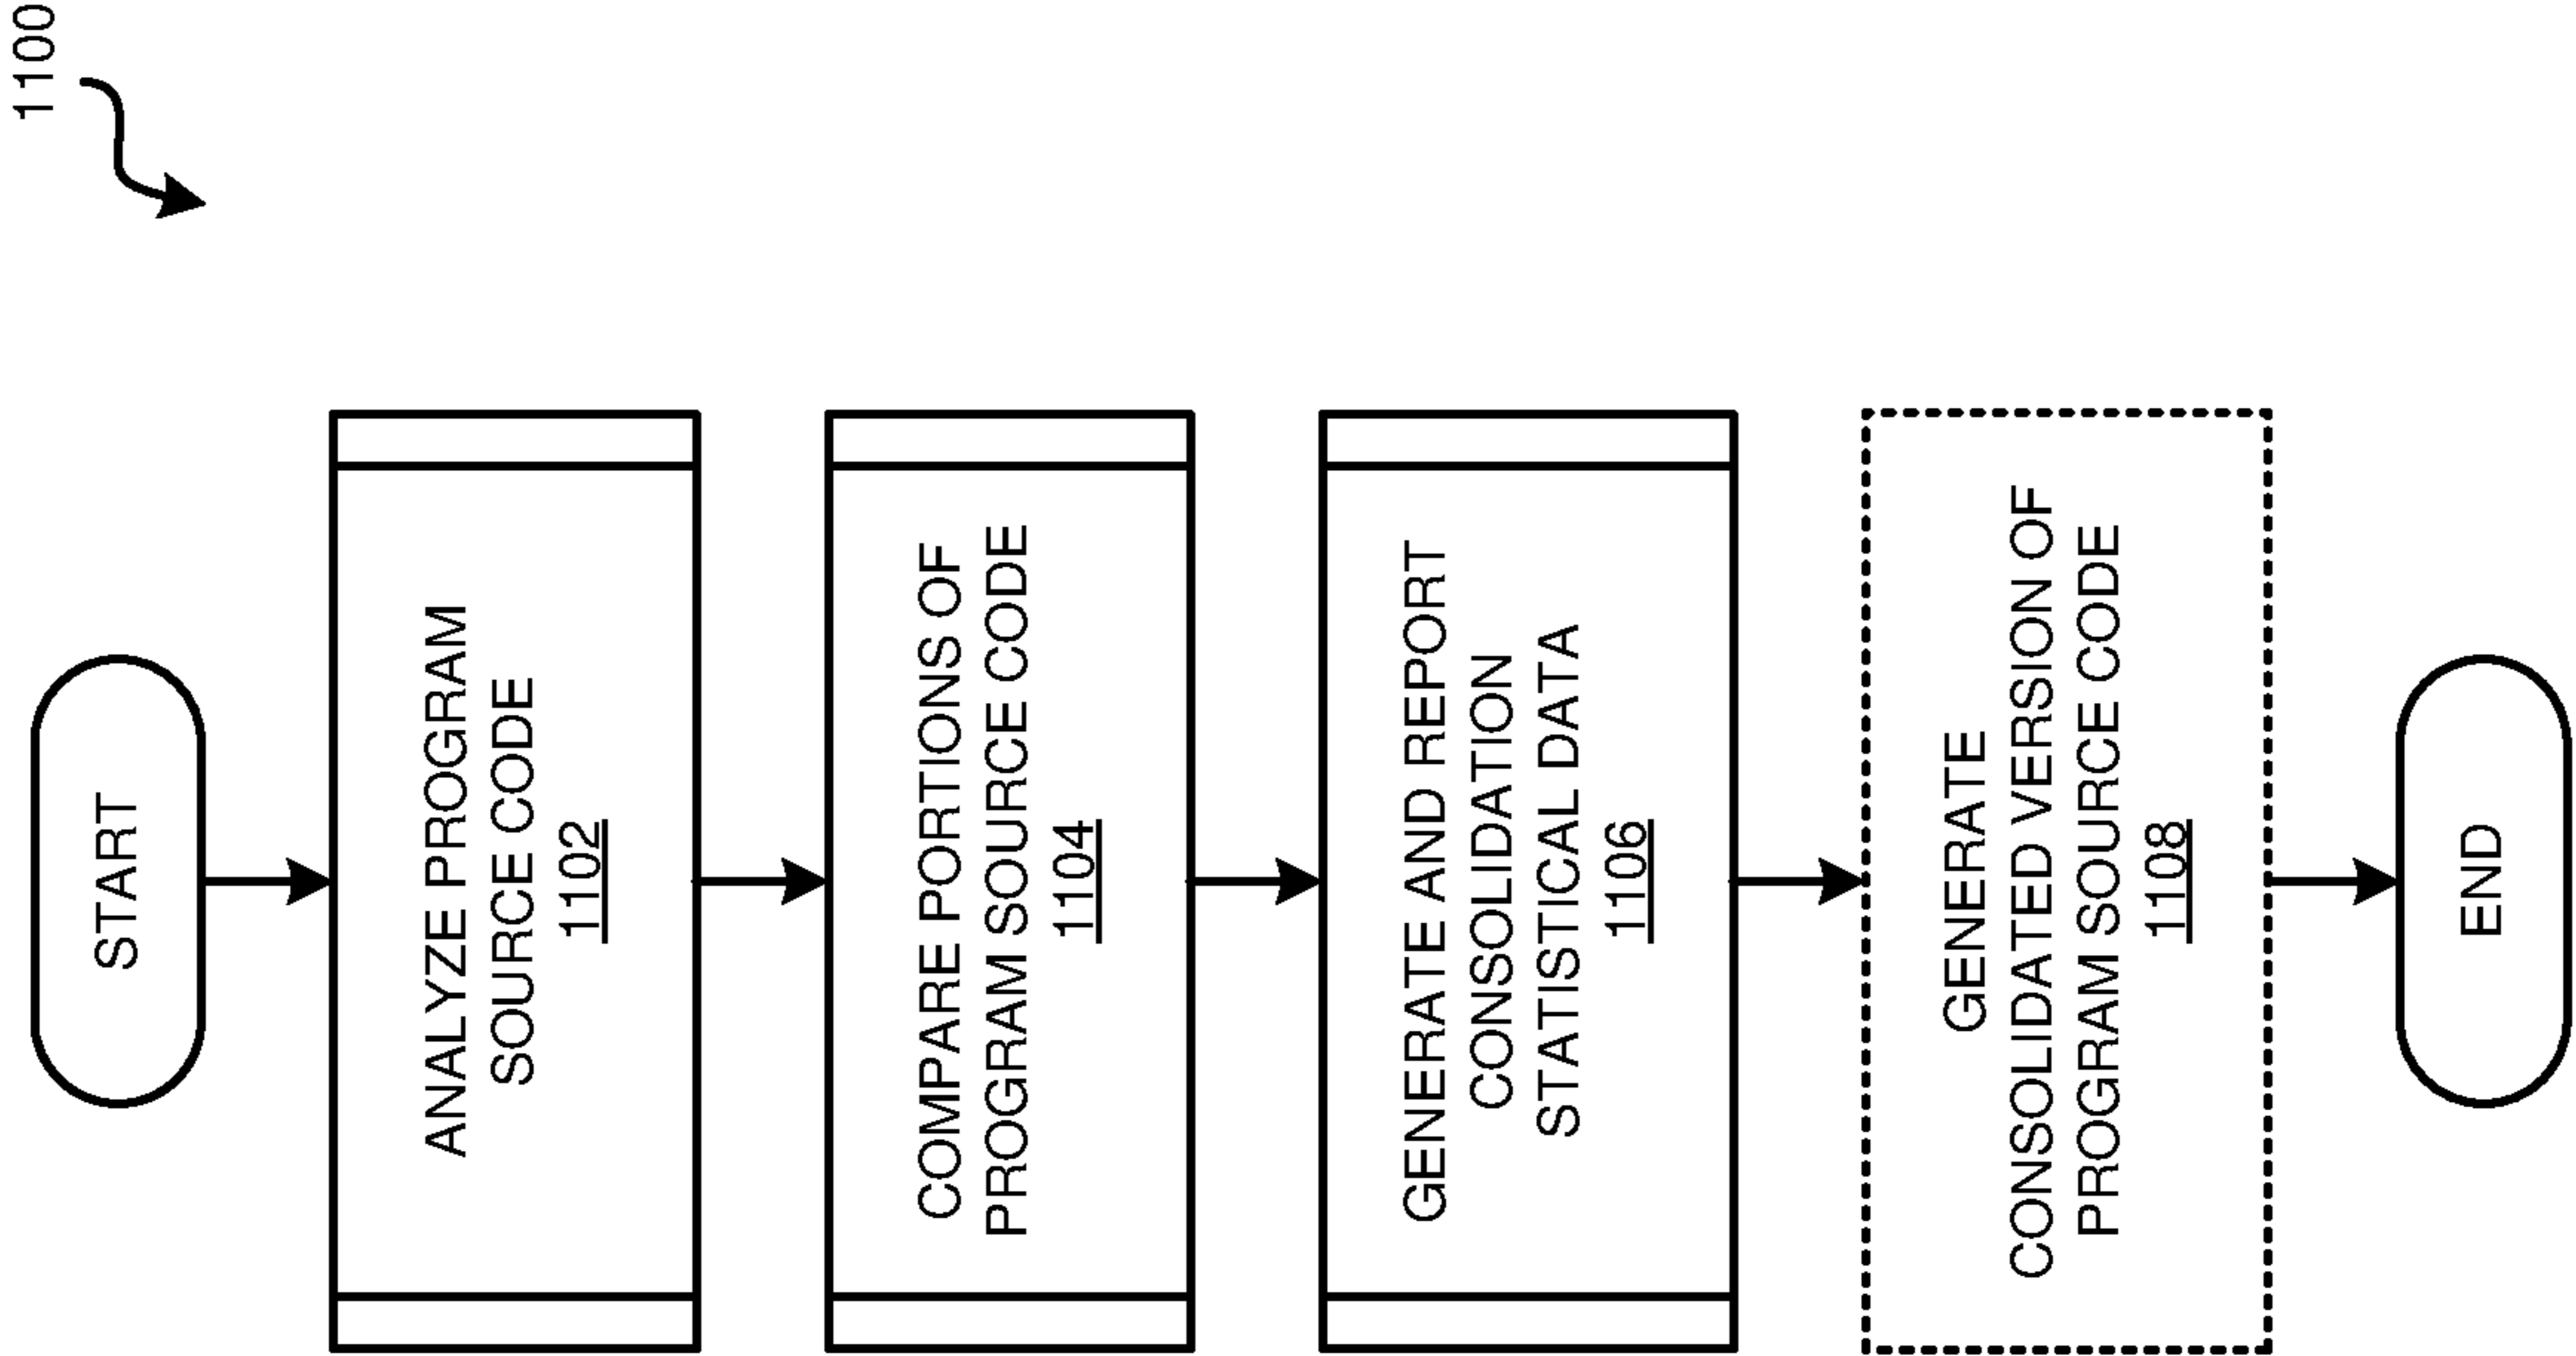 1100
START
ANALYZE PROGRAM
SOURCE CODE
1102
COMPARE PORTIONS OF
PROGRAM SOURCE CODE
1104
GENERATE AND REPORT
CONSOLIDATION
STATISTICAL DATA
1106
GENERATE
CONSOLIDATED VERSION OF
PROGRAM SOURCE CODE
1108
END